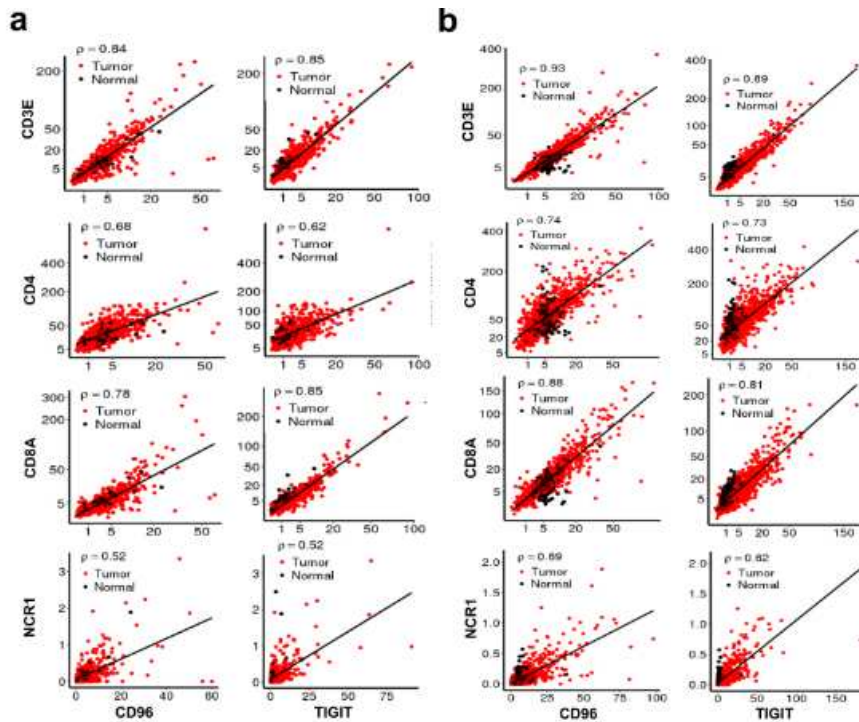 a
b
ρ = 0.84
Tumor
Normal
CD3E
200
50
20
5
1 5 20 50
ρ = 0.85
Tumor
Normal
200
50
20
5
1 5 20 50 100
ρ = 0.93
Tumor
Normal
CD3E
400
200
50
5
1 5 20 50 100
Tumor
Normal
400
200
100
50
5
1 5 20 50 150
ρ = 0.68
Tumor
Normal
CD4
400
200
50
5
1 5 20 50
ρ = 0.62
Tumor
Normal
400
200
100
50
5
1 5 20 50 100
ρ = 0.74
Tumor
Normal
CD4
400
200
50
20
5
1 5 20 50 100
ρ = 0.73
Tumor
Normal
400
200
100
50
20
5
1 5 20 50 150
ρ = 0.78
Tumor
Normal
CD8A
300
200
50
5
1 5 20 50
ρ = 0.85
Tumor
Normal
200
100
50
20
5
1 5 20 50 100
ρ = 0.88
Tumor
Normal
CD8A
150
100
50
20
5
1 5 20 50 100
ρ = 0.81
Tumor
Normal
200
100
50
20
5
1 5 20 50 150
ρ = 0.52
Tumor
Normal
NCR1
3
2
1
0
0 20 40 60
CD96
ρ = 0.52
Tumor
Normal
3
2
1
0
0 25 50 75
TIGIT
Tumor
Normal
NCR1
2.0
1.5
1.0
0.5
0.0
0 25 50 75 100
CD96
Tumor
Normal
2.0
1.5
1.0
0.5
0.0
0 50 100 150
TIGIT